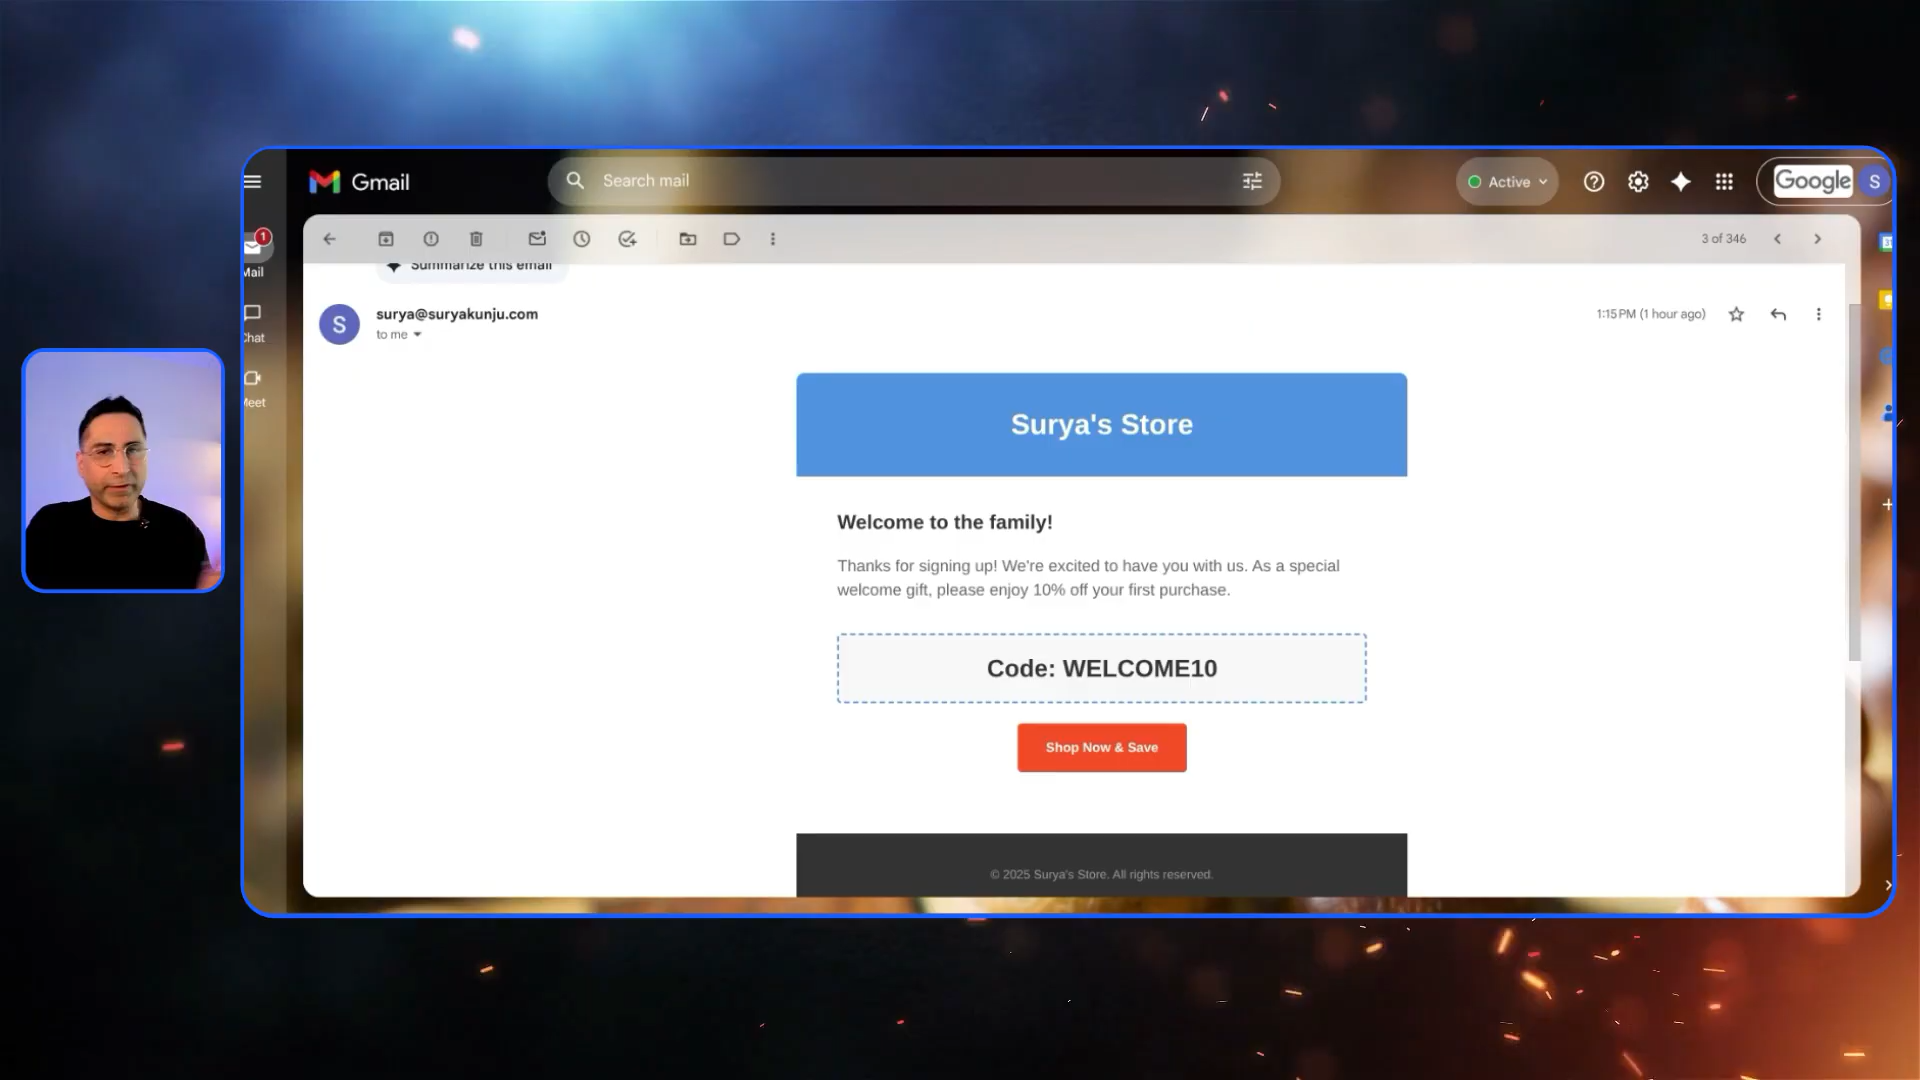 Gmail
Search mail
Active
Google
S
1
Mail
Chat
Meet
3 of 346
Summarize this email
S
surya@suryakunju.com
to me
1:15 PM (1 hour ago)
Surya's Store
Welcome to the family!
Thanks for signing up! We're excited to have you with us. As a special
welcome gift, please enjoy 10% off your first purchase.
Code: WELCOME10
Shop Now & Save
© 2025 Surya's Store. All rights reserved.